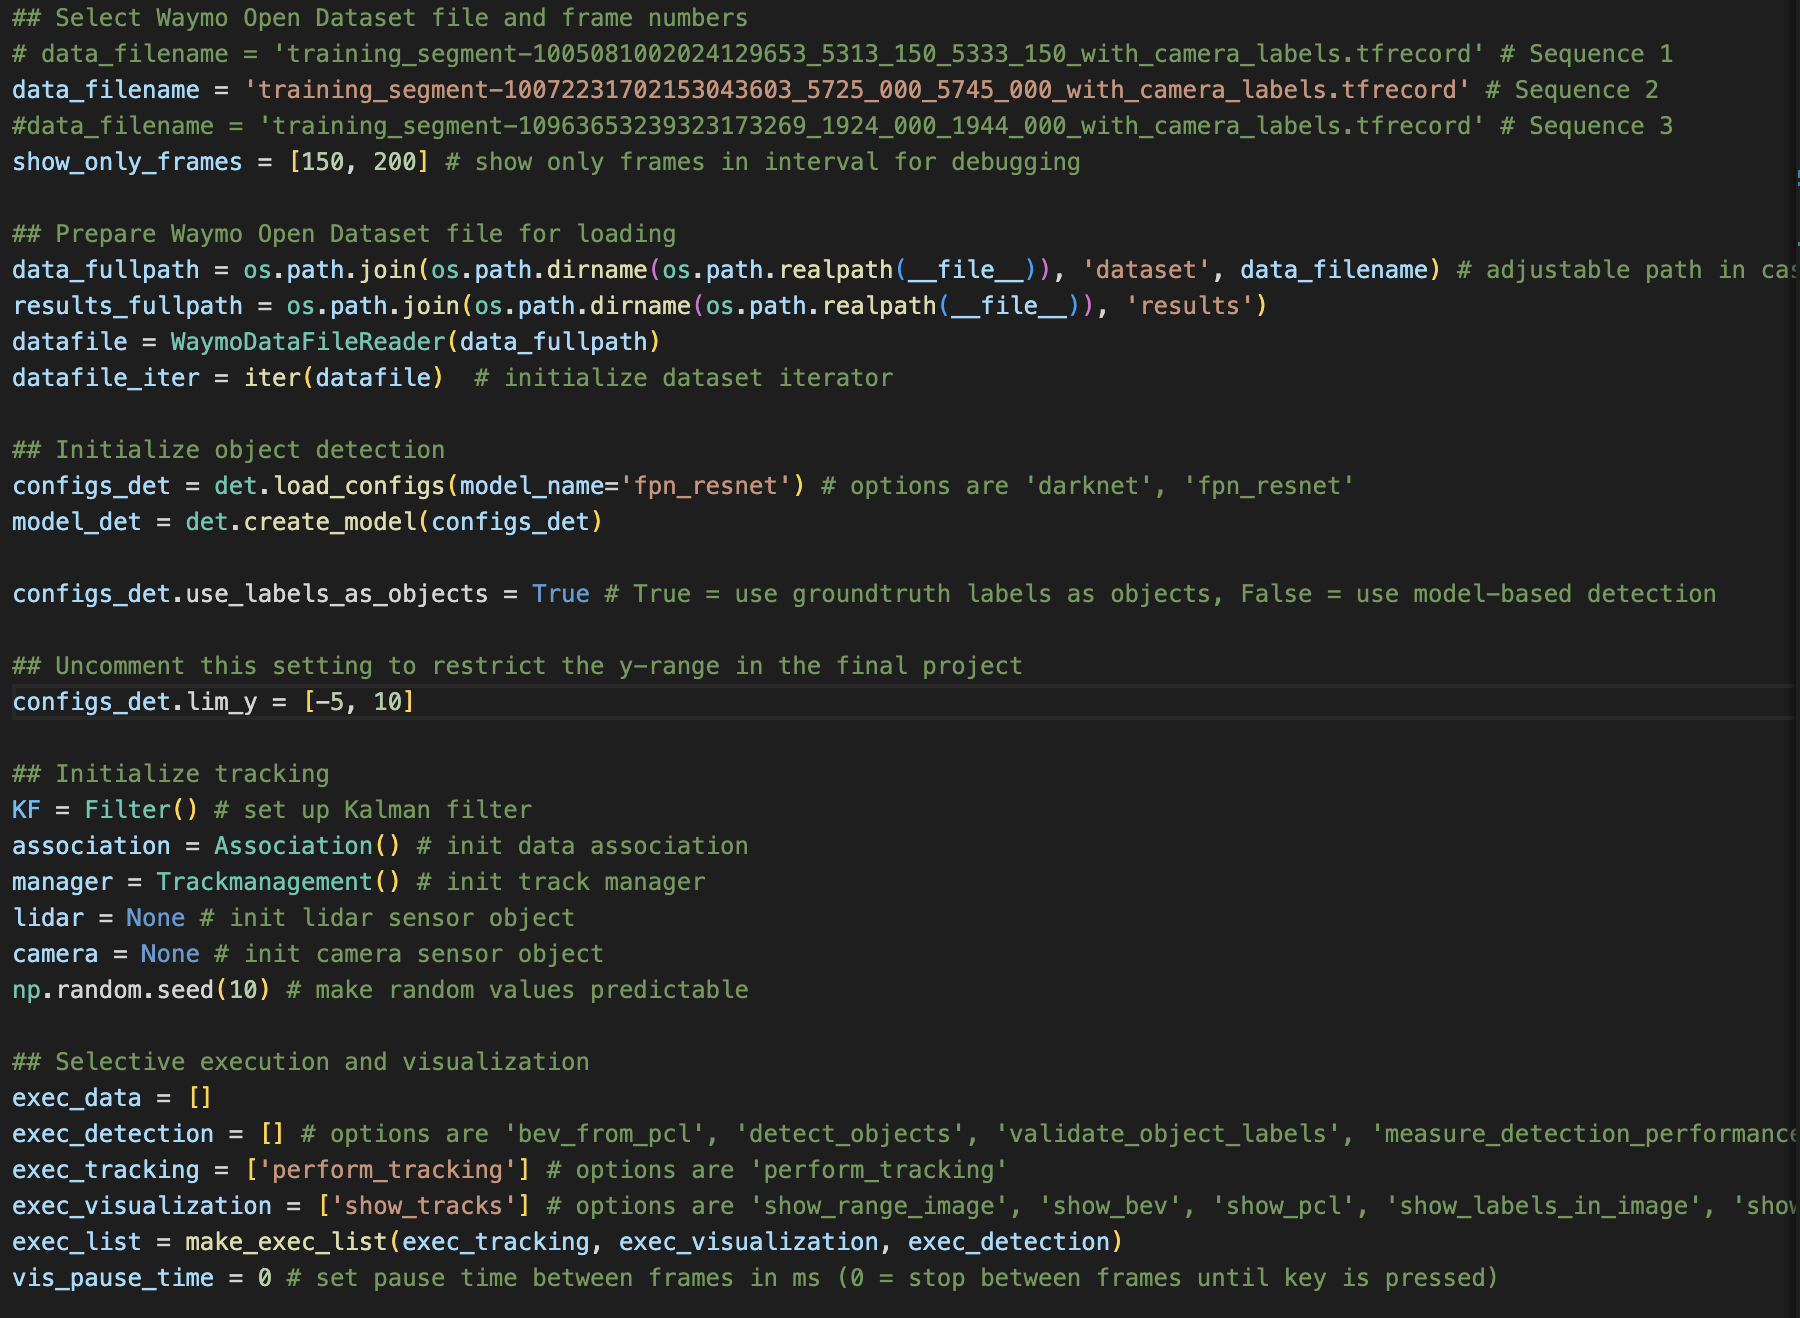 ## Select Waymo Open Dataset file and frame numbers
# data_filename = 'training_segment-1005081002024129653_5313_150_5333_150_with_camera_labels.tfrecord' # Sequence 1
data_filename = 'training_segment-10072231702153043603_5725_000_5745_000_with_camera_labels.tfrecord' # Sequence 2
#data_filename = 'training_segment-10963653239323173269_1924_000_1944_000_with_camera_labels.tfrecord' # Sequence 3
show_only_frames = [150, 200] # show only frames in interval for debugging
## Prepare Waymo Open Dataset file for loading
data_fullpath = os.path.join(os.path.dirname(os.path.realpath(__file__)), 'dataset', data_filename) # adjustable path in
results_fullpath = os.path.join(os.path.dirname(os.path.realpath(__file__)), 'results')
datafile = WaymoDataFileReader(data_fullpath)
datafile_iter = iter(datafile)  # initialize dataset iterator
## Initialize object detection
configs_det = det.load_configs(model_name='fpn_resnet') # options are 'darknet', 'fpn_resnet'
model_det = det.create_model(configs_det)
configs_det.use_labels_as_objects = True # True = use groundtruth labels as objects, False = use model-based detection
## Uncomment this setting to restrict the y-range in the final project
configs_det.lim_y = [-5, 10]
## Initialize tracking
KF = Filter() # set up Kalman filter
association = Association() # init data association
manager = Trackmanagement() # init track manager
lidar = None # init lidar sensor object
camera = None # init camera sensor object
np.random.seed(10) # make random values predictable
## Selective execution and visualization
exec_data = []
exec_detection = [] # options are 'bev_from_pcl', 'detect_objects', 'validate_object_labels', 'measure_detection_performance
exec_tracking = ['perform_tracking'] # options are 'perform_tracking'
exec_visualization = ['show_tracks'] # options are 'show_range_image', 'show_bev', 'show_pcl', 'show_labels_in_image', 'show
exec_list = make_exec_list(exec_tracking, exec_visualization, exec_detection)
vis_pause_time = 0 # set pause time between frames in ms (0 = stop between frames until key is pressed)